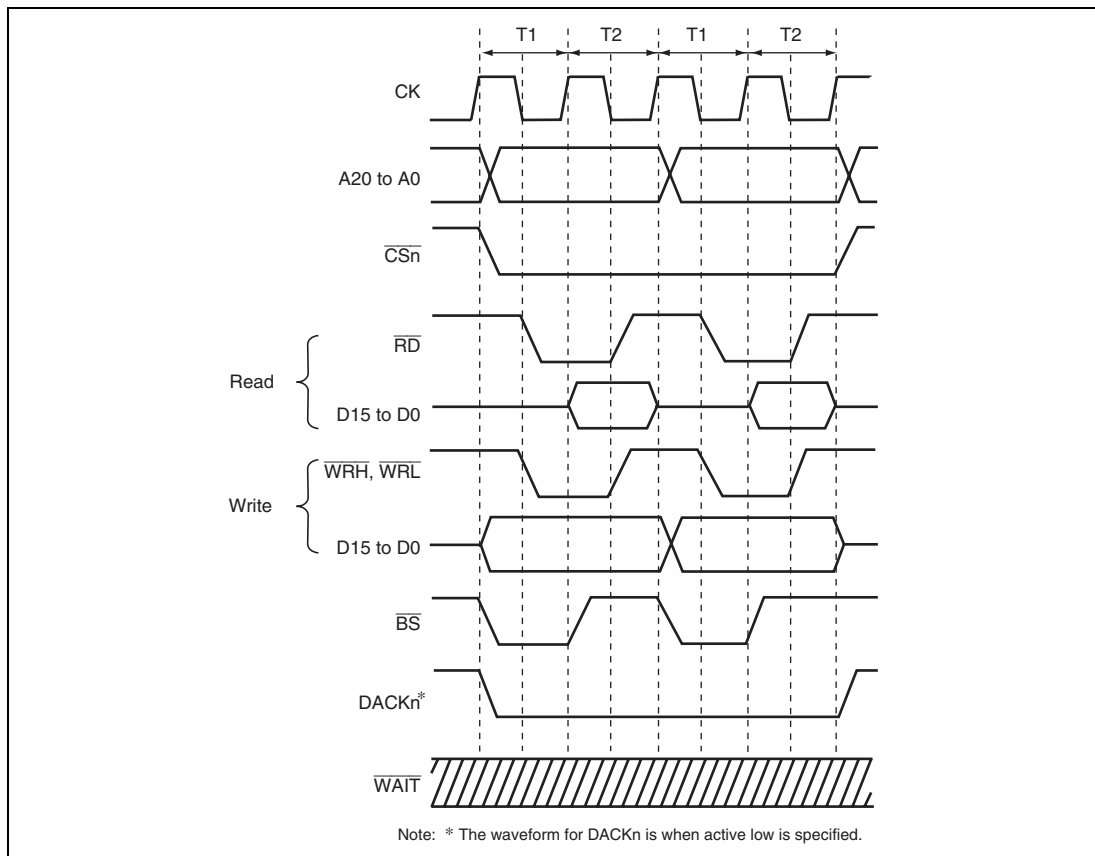 T1 T2 T1 T2
CK
A20 to A0
CSn
RD
Read
D15 to D0
WRH, WRL
Write
D15 to D0
BS
DACKn*
WAIT
Note: * The waveform for DACKn is when active low is specified.